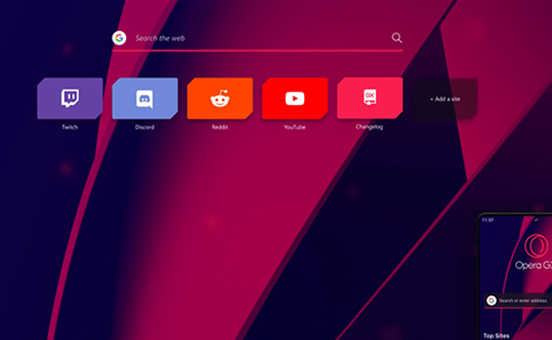 Search the web
GX
+ Add a site
Twitch
Discord
Reddit
YouTube
Changelog
11:37
Opera GX
Search or enter address
Top Sites